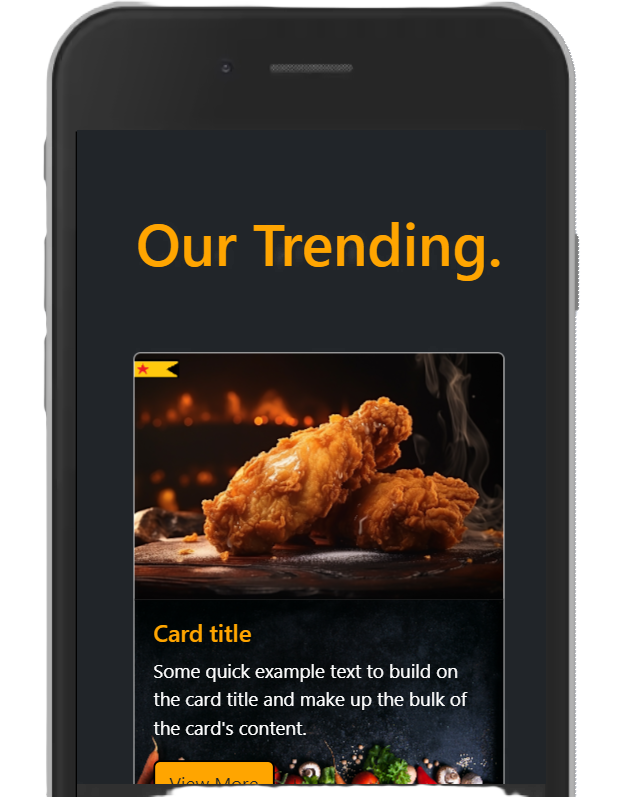 Our Trending.
Card title
Some quick example text to build on
the card title and make up the bulk of
the card's content.
View More